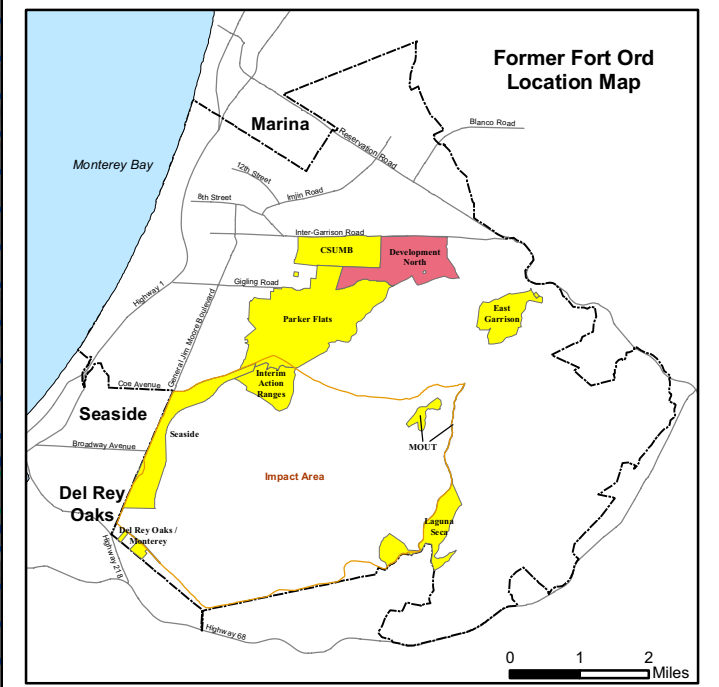 Former Fort Ord
Location Map
Marina
Blanco Road
Reservation Road
Monterey Bay
12th Street
Imjin Road
8th Street
Inter-Garrison Road
CSUMB
Development
North
Gigling Road
Highway 1
General Jim Moore Boulevard
Parker Flats
East
Garrison
Interim
Action
Ranges
Coe Avenue
Seaside
Seaside
MOUT
Broadway Avenue
Impact Area
Del Rey
Oaks
Del Rey Oaks /
Monterey
Laguna
Seca
Highway 218
Highway 68
0 1 2
Miles